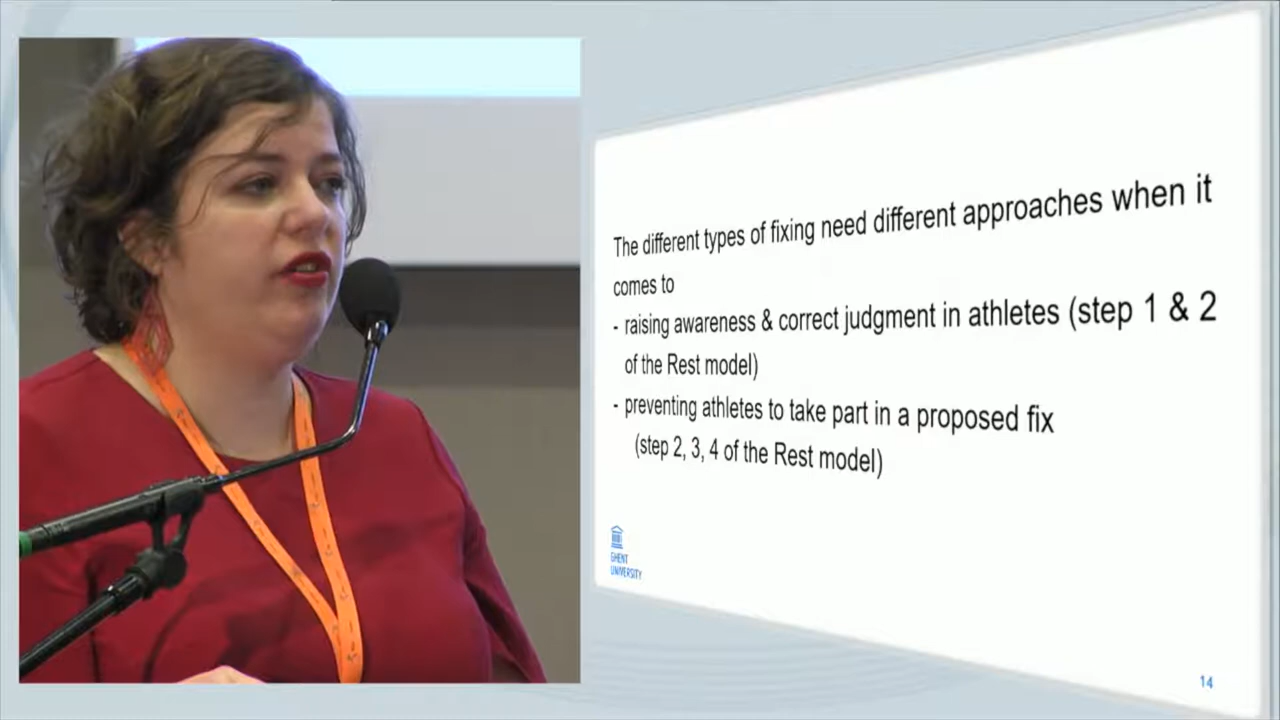 The different types of fixing need different approaches when it
comes to
- raising awareness & correct judgment in athletes (step 1 & 2
of the Rest model)
- preventing athletes to take part in a proposed fix
(step 2, 3, 4 of the Rest model)
GHENT
UNIVERSITY
14